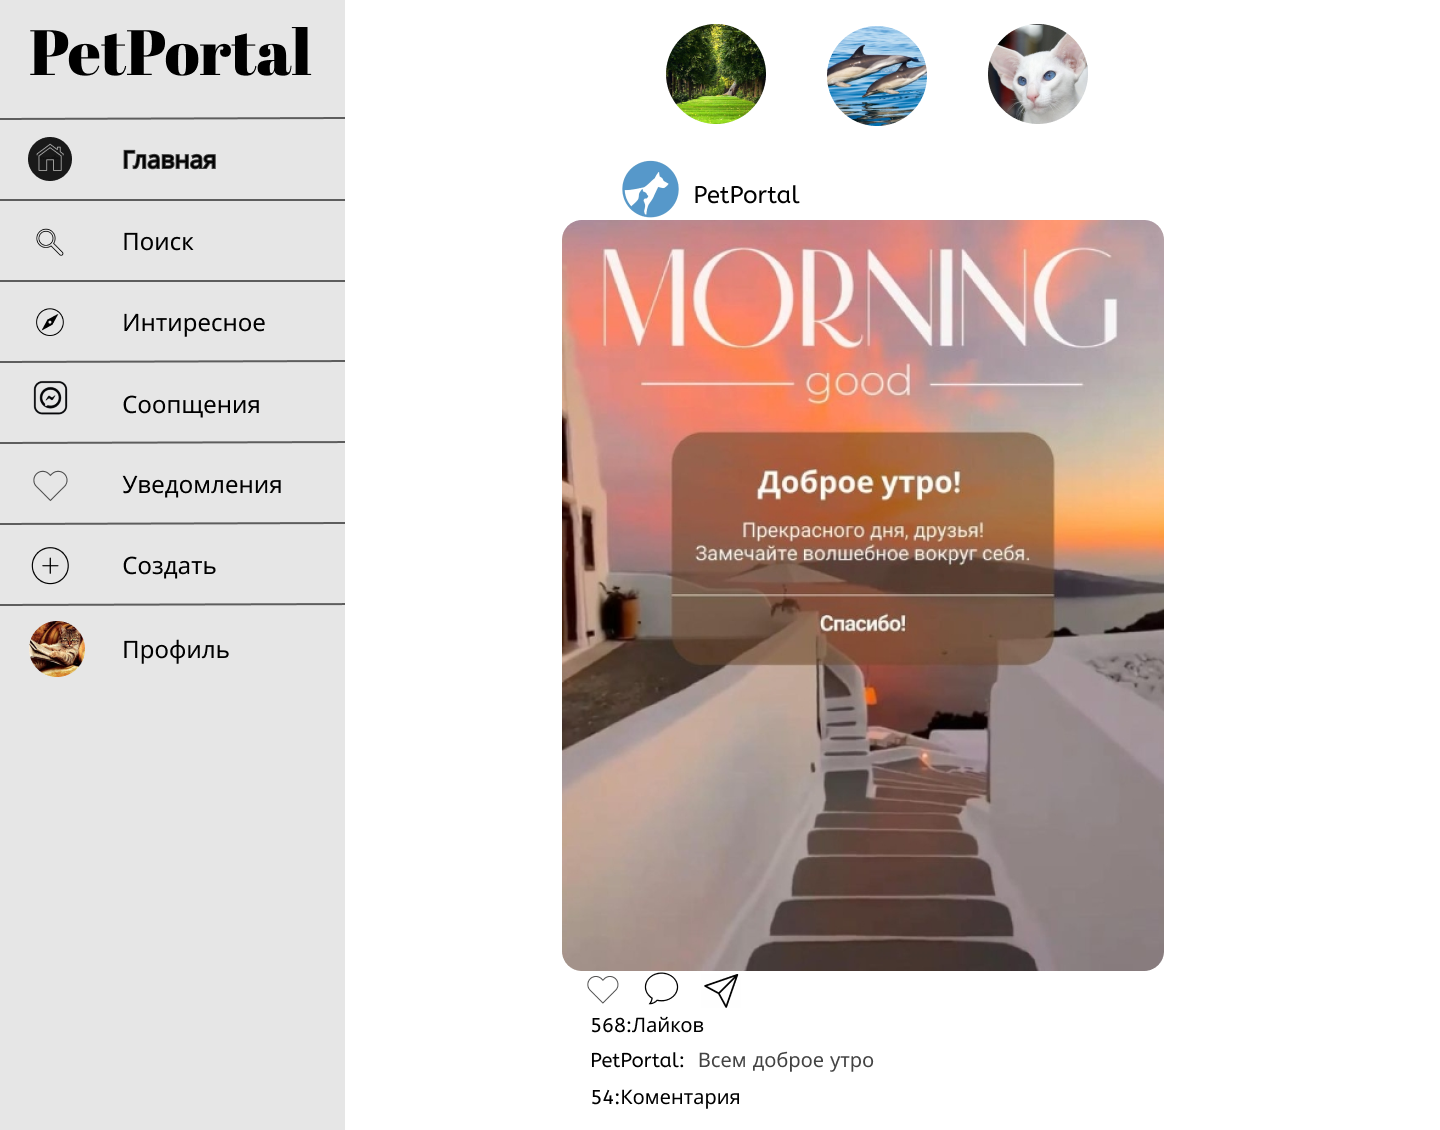 PetPortal
Главная
Поиск
Интиресное
Соопщения
Уведомления
Создать
Профиль
PetPortal
MORNING
good
Доброе утро!
Прекрасного дня, друзья!
Замечайте волшебное вокруг себя.
Спасибо!
568:Лайков
PetPortal: Всем доброе утро
54:Коментария